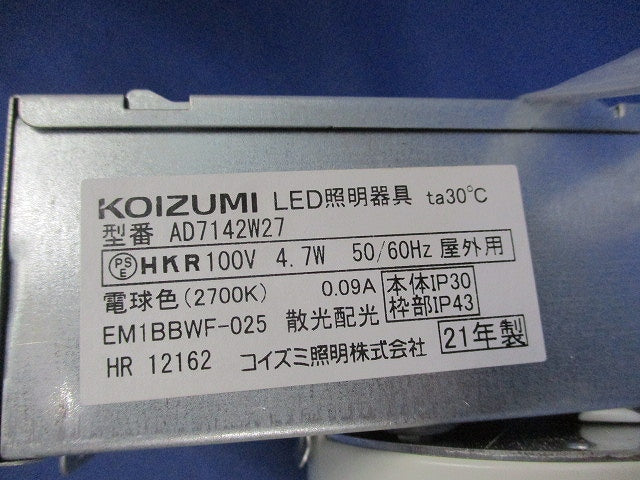 KOIZUMI LED照明器具 ta30℃
型番 AD7142W27
PSE HKR 100V 4.7W 50/60Hz 屋外用
電球色(2700K) 0.09A 本体IP30
EM1BBWF-025 散光配光 枠部IP43
HR 12162 コイズミ照明株式会社 21年製